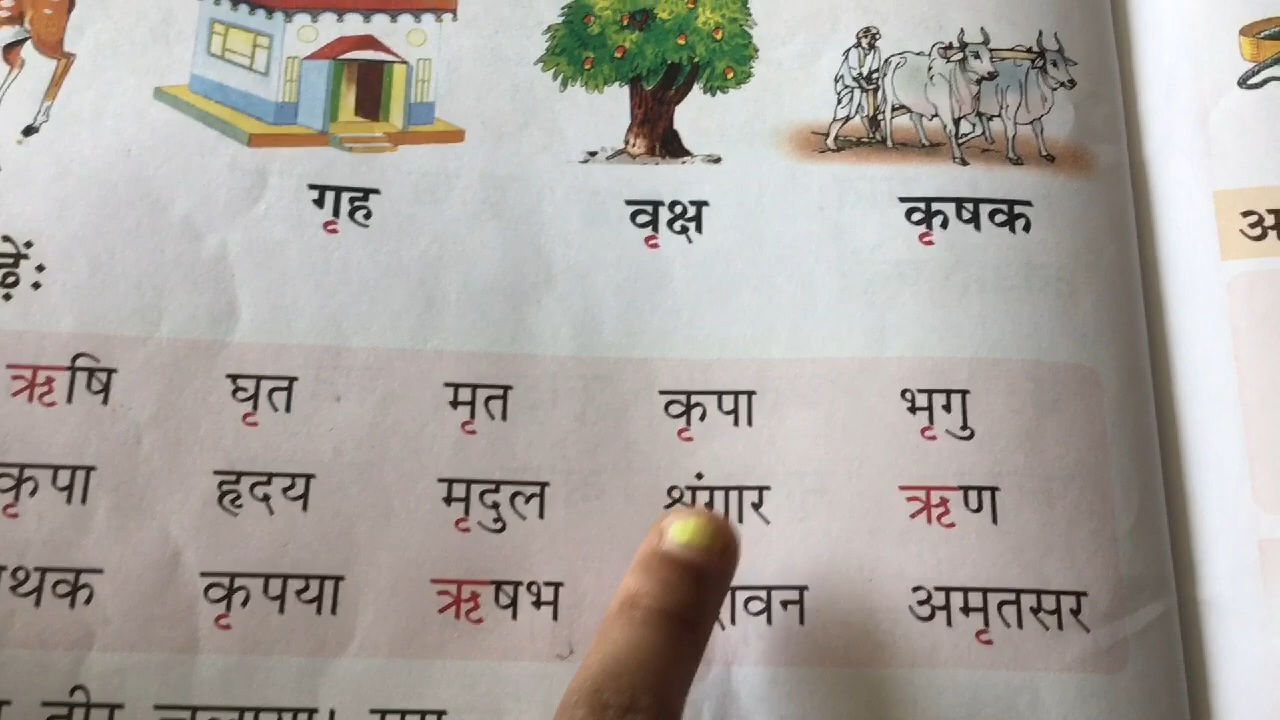 गृह वृक्ष कृषक
ऋषि घृत मृत कृपा भृगु
कृपा हृदय मृदुल शृंगार ऋण
कृपया ऋषभ अमृतसर